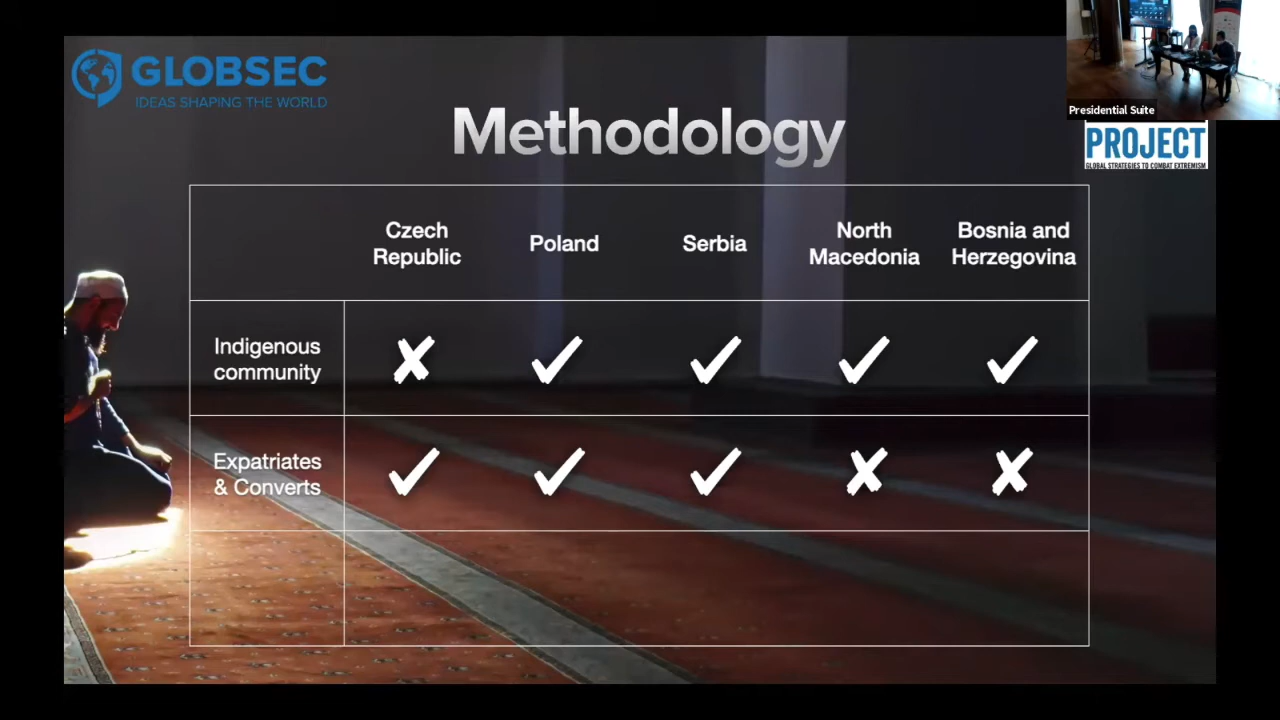 GLOBSEC
IDEAS SHAPING THE WORLD
Methodology
Presidential Suite
PROJECT
GLOBAL STRATEGIES TO COMBAT EXTREMISM
Czech
Republic
Poland
Serbia
North
Macedonia
Bosnia and
Herzegovina
Indigenous
community
✘ ✔ ✔ ✔ ✔
Expatriates
& Converts
✔ ✔ ✔ ✘ ✘